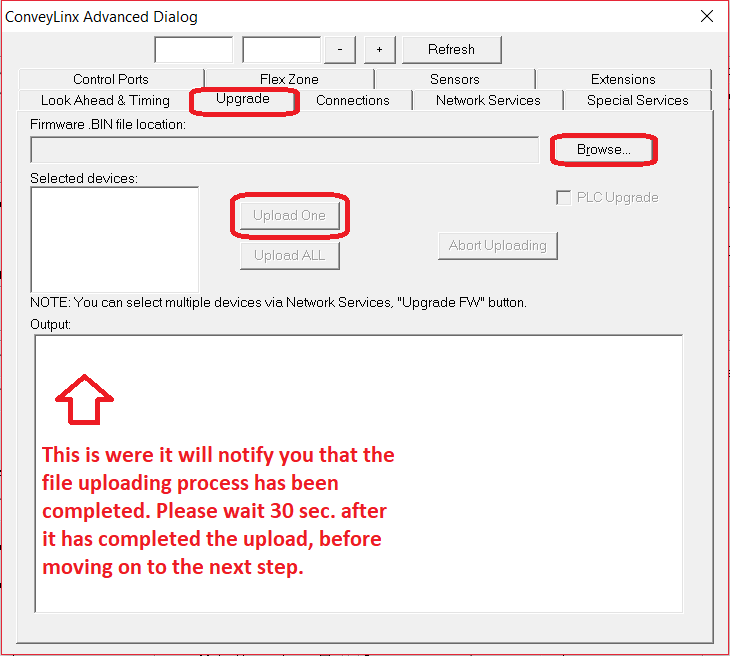 ConveyLinx Advanced Dialog
- + Refresh
Control Ports Flex Zone Sensors Extensions
Look Ahead & Timing Upgrade Connections Network Services Special Services
Firmware .BIN file location:
Browse...
Selected devices:
Upload One
PLC Upgrade
Upload ALL
Abort Uploading
NOTE: You can select multiple devices via Network Services, "Upgrade FW" button.
Output:
This is were it will notify you that the
file uploading process has been
completed. Please wait 30 sec. after
it has completed the upload, before
moving on to the next step.